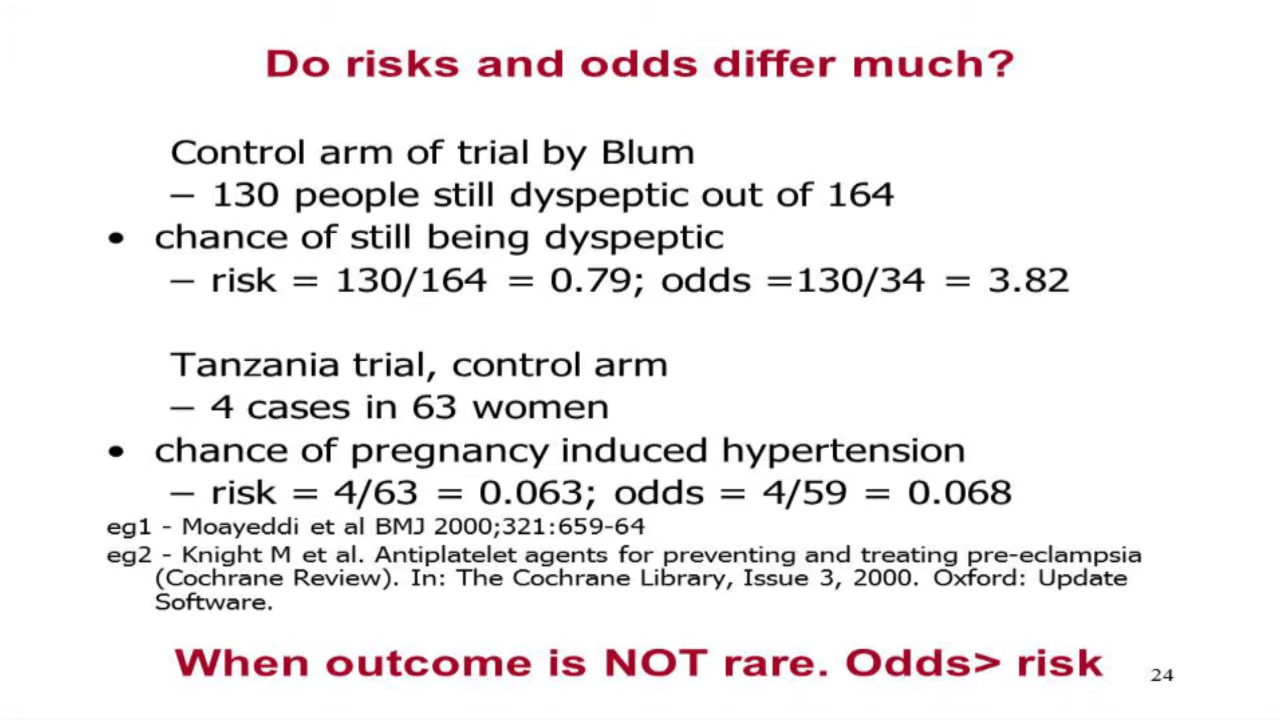 Do risks and odds differ much?
Control arm of trial by Blum
– 130 people still dyspeptic out of 164
• chance of still being dyspeptic
– risk = 130/164 = 0.79; odds =130/34 = 3.82
Tanzania trial, control arm
– 4 cases in 63 women
• chance of pregnancy induced hypertension
– risk = 4/63 = 0.063; odds = 4/59 = 0.068
eg1 - Moayeddi et al BMJ 2000;321:659-64
eg2 - Knight M et al. Antiplatelet agents for preventing and treating pre-eclampsia
(Cochrane Review). In: The Cochrane Library, Issue 3, 2000. Oxford: Update
Software.
When outcome is NOT rare. Odds> risk
24